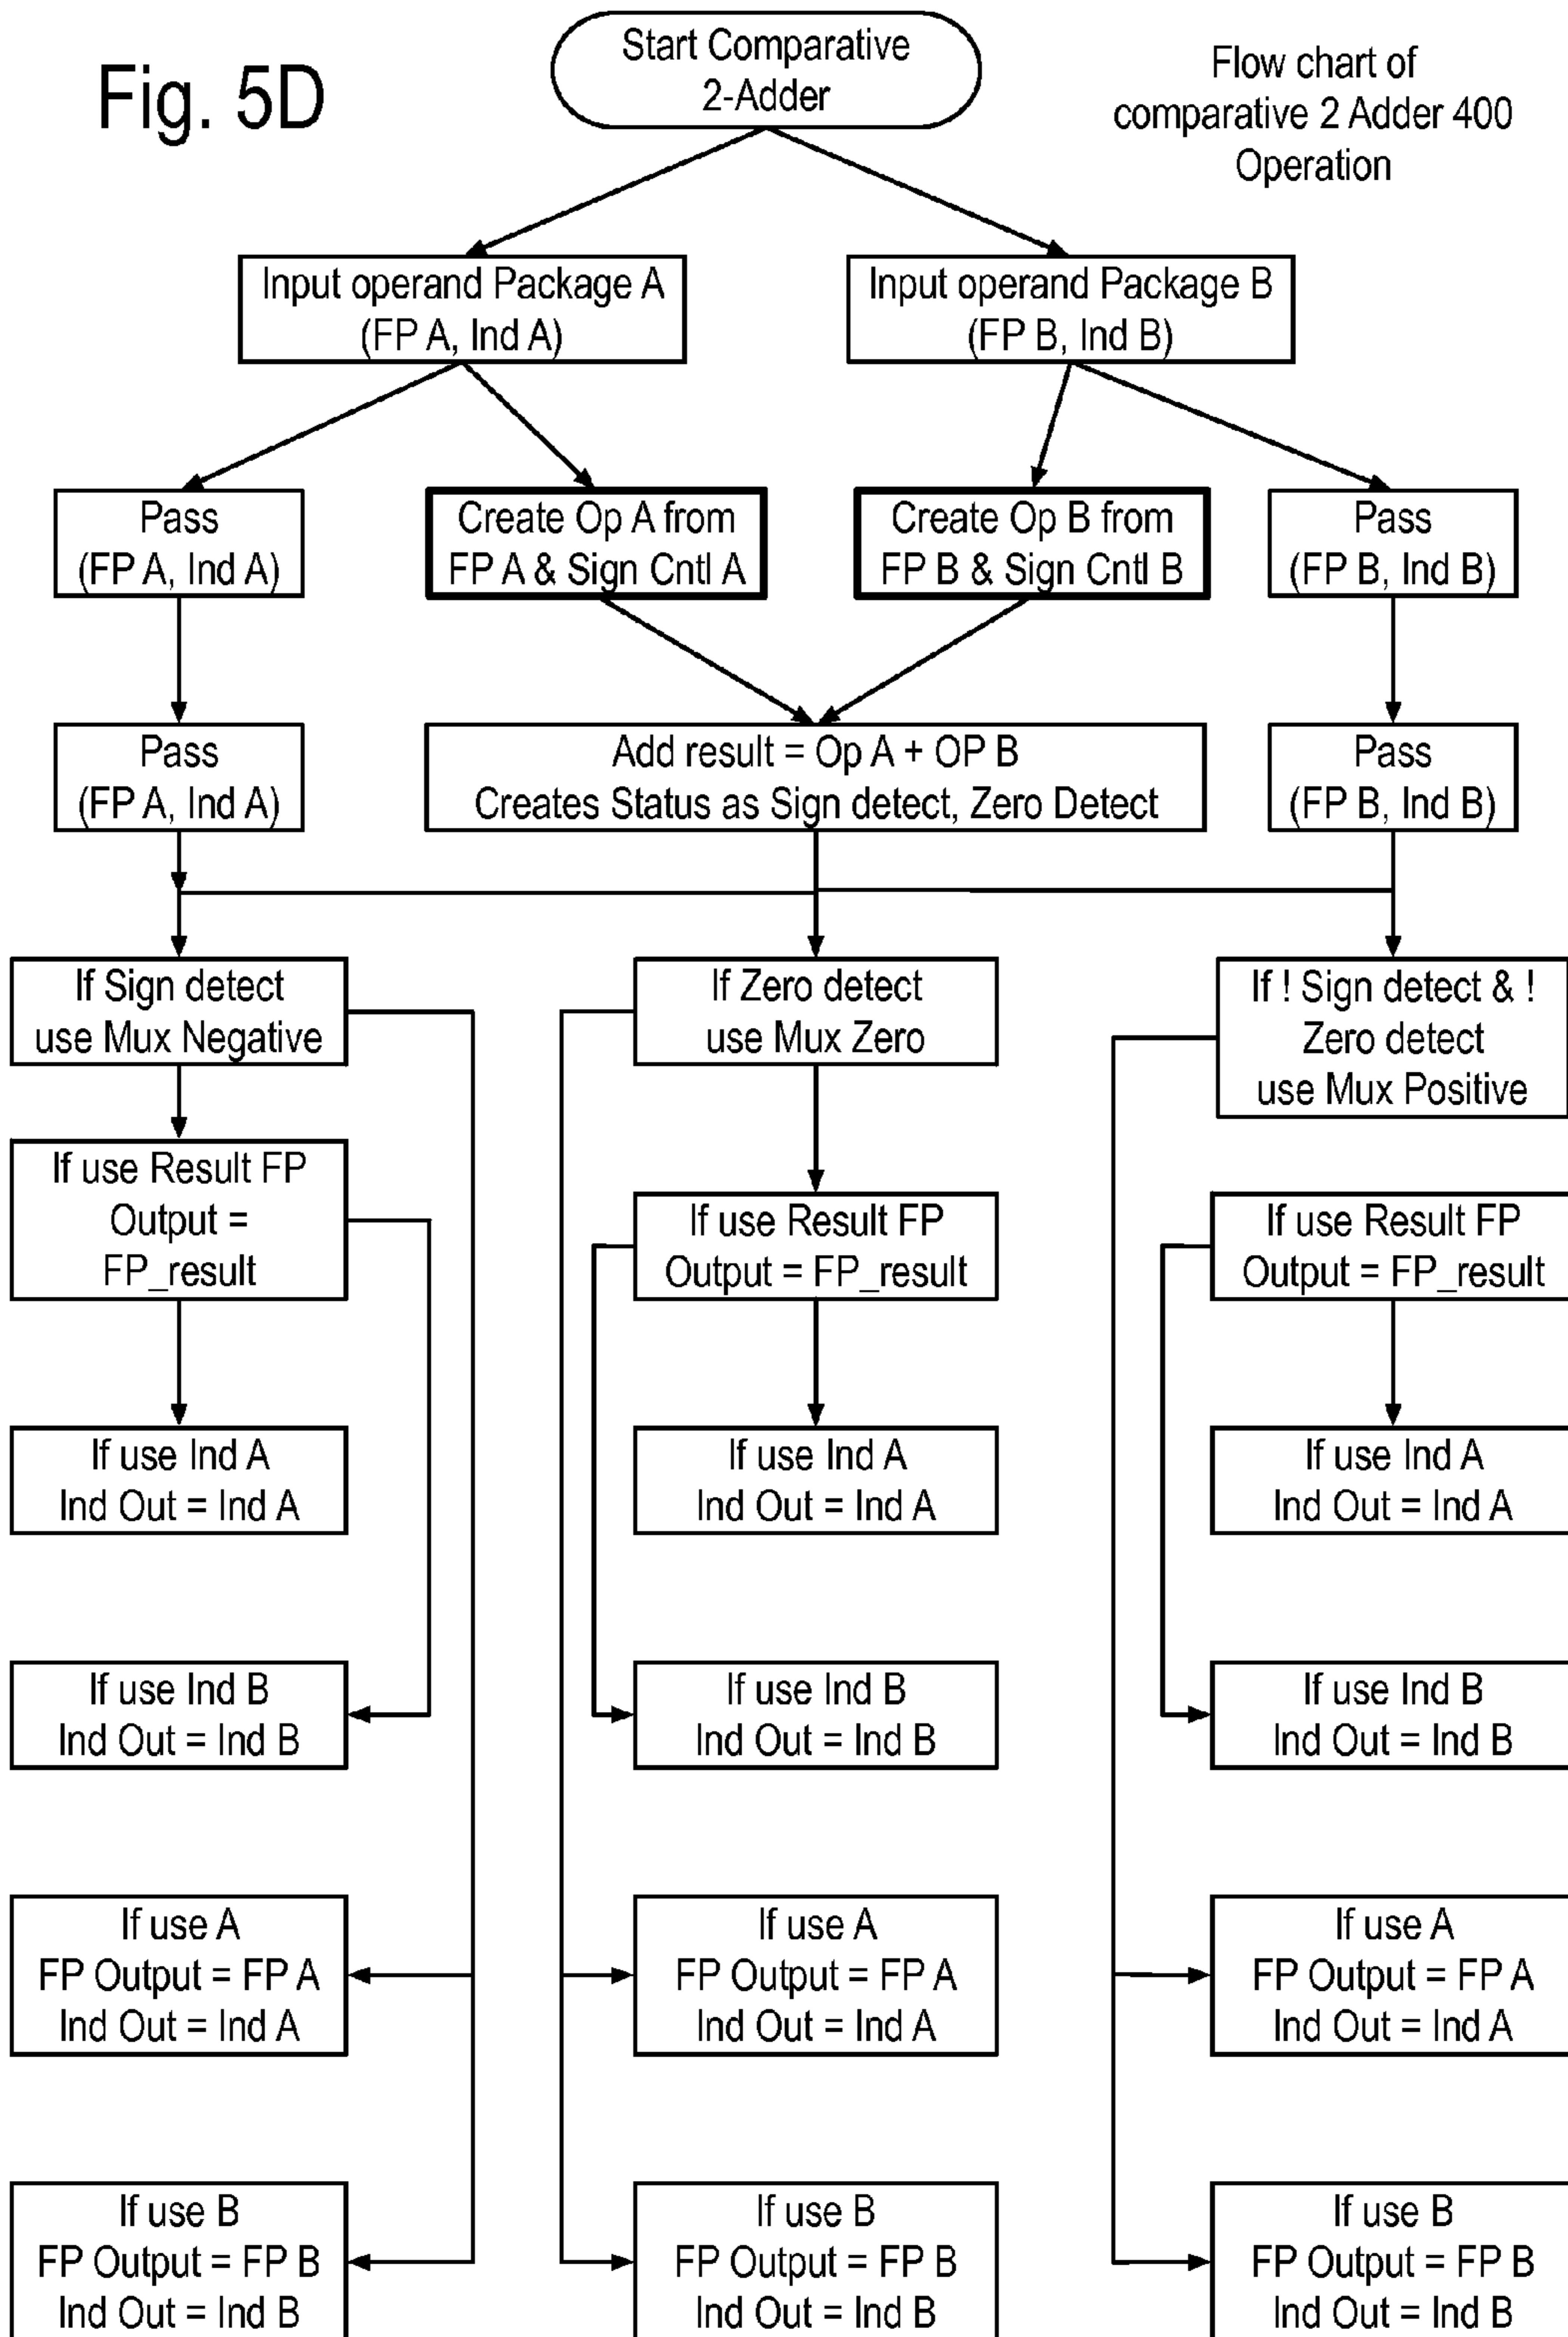 Fig. 5D
Start Comparative
2-Adder
Flow chart of
comparative 2 Adder 400
Operation
Input operand Package A
(FP A, Ind A)
Input operand Package B
(FP B, Ind B)
Pass
(FP A, Ind A)
Create Op A from
FP A & Sign Cntl A
Create Op B from
FP B & Sign Cntl B
Pass
(FP B, Ind B)
Pass
(FP A, Ind A)
Add result = Op A + OP B
Creates Status as Sign detect, Zero Detect
Pass
(FP B, Ind B)
If Sign detect
use Mux Negative
If Zero detect
use Mux Zero
If ! Sign detect & !
Zero detect
use Mux Positive
If use Result FP
Output =
FP_result
If use Result FP
Output = FP_result
If use Result FP
Output = FP_result
If use Ind A
Ind Out = Ind A
If use Ind A
Ind Out = Ind A
If use Ind A
Ind Out = Ind A
If use Ind B
Ind Out = Ind B
If use Ind B
Ind Out = Ind B
If use Ind B
Ind Out = Ind B
If use A
FP Output = FP A
Ind Out = Ind A
If use A
FP Output = FP A
Ind Out = Ind A
If use A
FP Output = FP A
Ind Out = Ind A
If use B
FP Output = FP B
Ind Out = Ind B
If use B
FP Output = FP B
Ind Out = Ind B
If use B
FP Output = FP B
Ind Out = Ind B